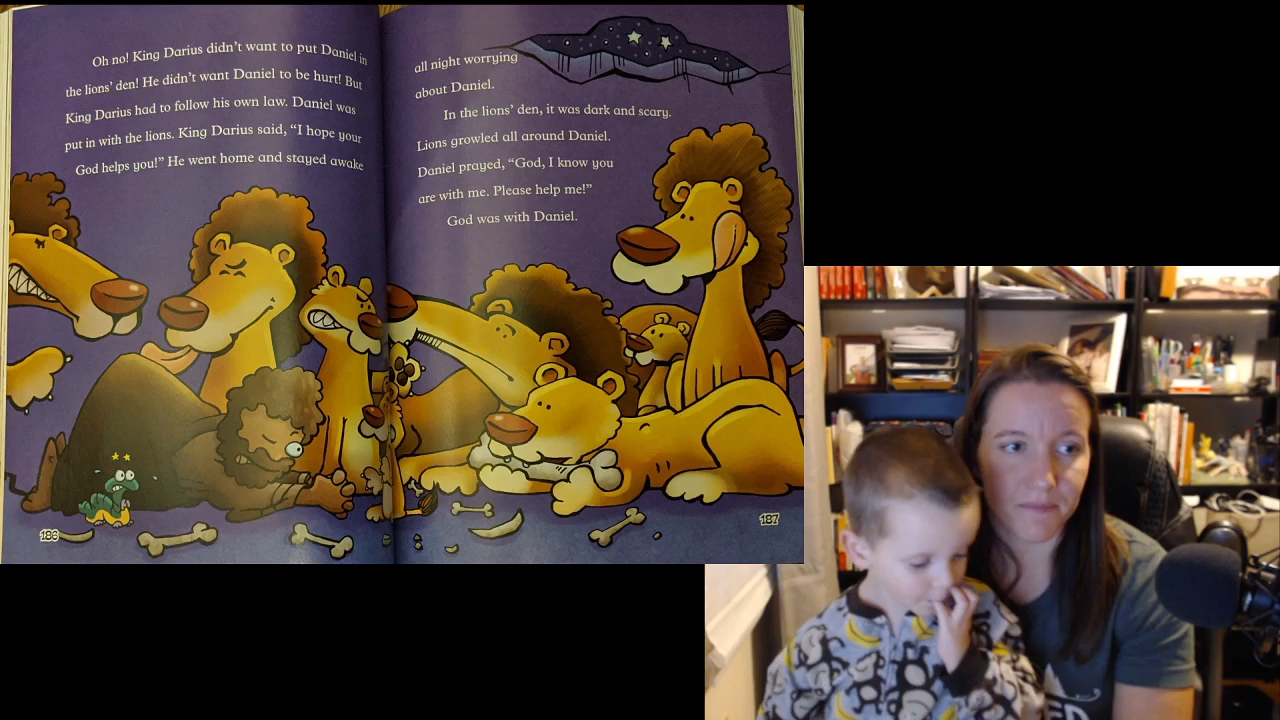 Oh no! King Darius didn't want to put Daniel in
the lions' den! He didn't want Daniel to be hurt! But
King Darius had to follow his own law. Daniel was
put in with the lions. King Darius said, “I hope your
God helps you!” He went home and stayed awake
186
all night worrying
about Daniel.
In the lions' den, it was dark and scary.
Lions growled all around Daniel.
Daniel prayed, “God, I know you
are with me. Please help me!”
God was with Daniel.
187